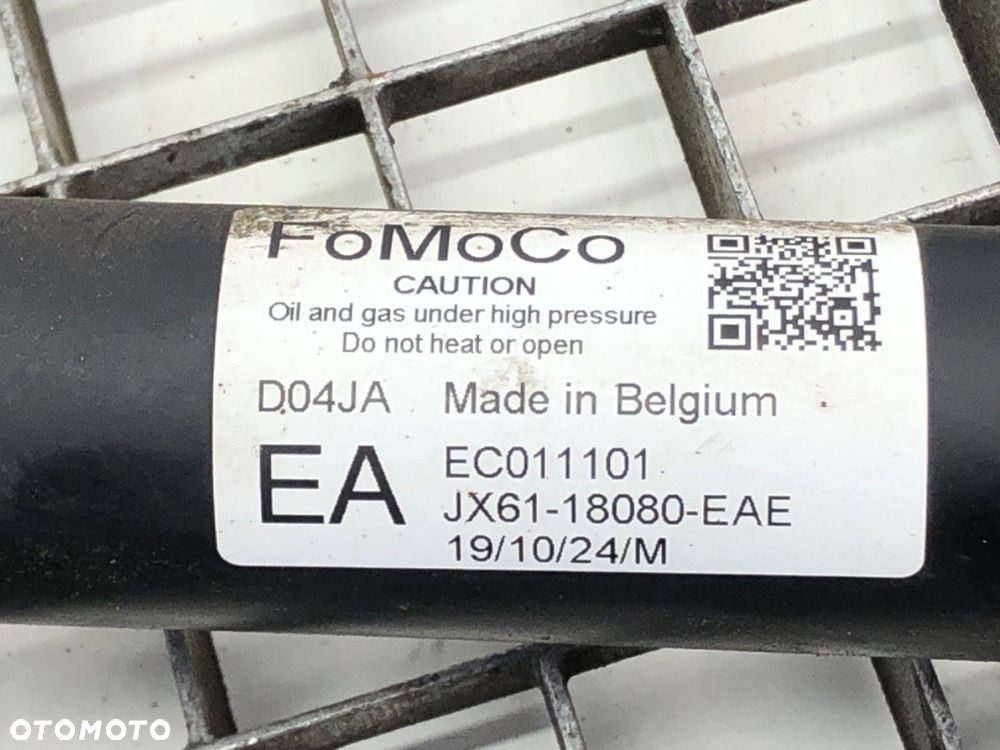 FoMoCo
CAUTION
Oil and gas under high pressure
Do not heat or open
D04JA Made in Belgium
EA
EC011101
JX61-18080-EAE
19/10/24/M
OTOMOTO